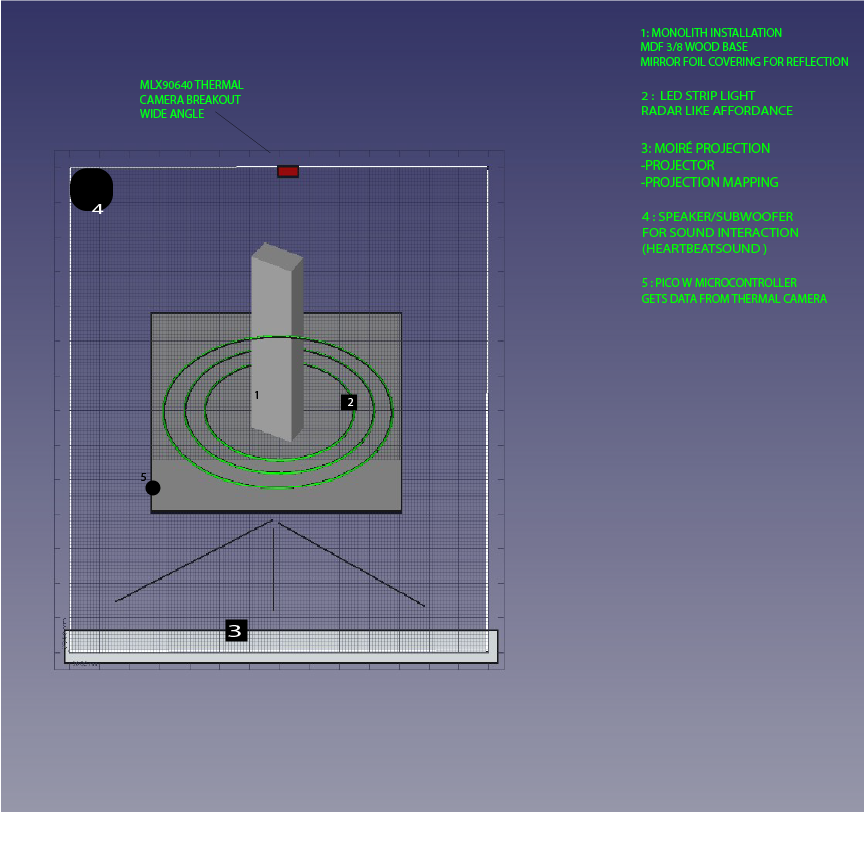 1: MONOLITH INSTALLATION
MDF 3/8 WOOD BASE
MIRROR FOIL COVERING FOR REFLECTION
MLX90640 THERMAL
CAMERA BREAKOUT
WIDE ANGLE
2 : LED STRIP LIGHT
RADAR LIKE AFFORDANCE
3: MOIRÉ PROJECTION
-PROJECTOR
-PROJECTION MAPPING
4 : SPEAKER/SUBWOOFER
FOR SOUND INTERACTION
(HEARTBEATSOUND )
5 : PICO W MICROCONTROLLER
GETS DATA FROM THERMAL CAMERA
4
1
2
5
3